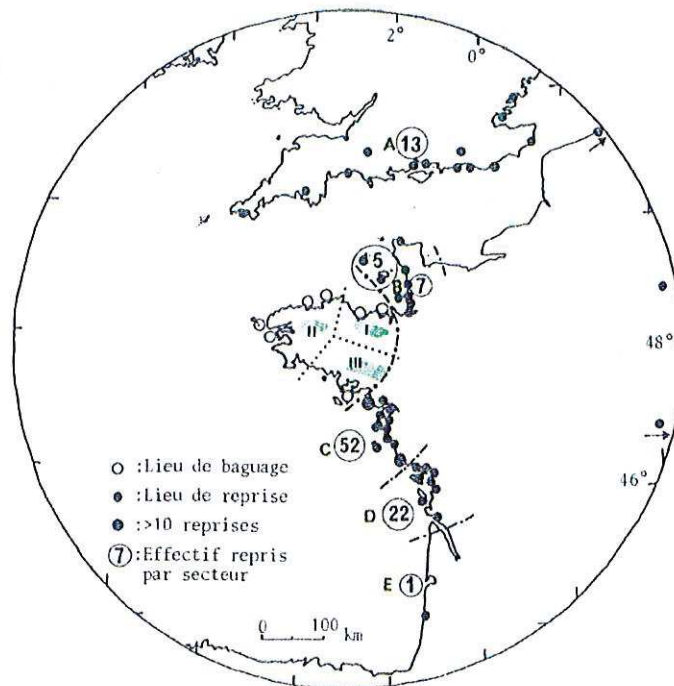 2°
0°
A 13
5
B 7
II
I
III
48°
C 52
46°
D 22
E 1
O :Lieu de baguage
● :Lieu de reprise
● :>10 reprises
7 :Effectif repris
par secteur
0 100
km